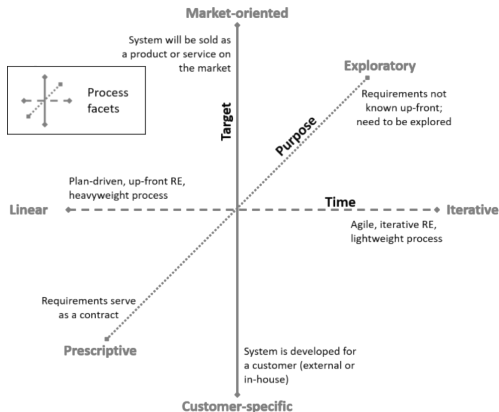 Market-oriented
System will be sold as
a product or service on
the market
Exploratory
Requirements not
known up-front;
need to be explored
Process
facets
Target
Purpose
Plan-driven, up-front RE,
heavyweight process
Linear
Time
Iterative
Agile, iterative RE,
lightweight process
Requirements serve
as a contract
Prescriptive
System is developed for
a customer (external or
in-house)
Customer-specific